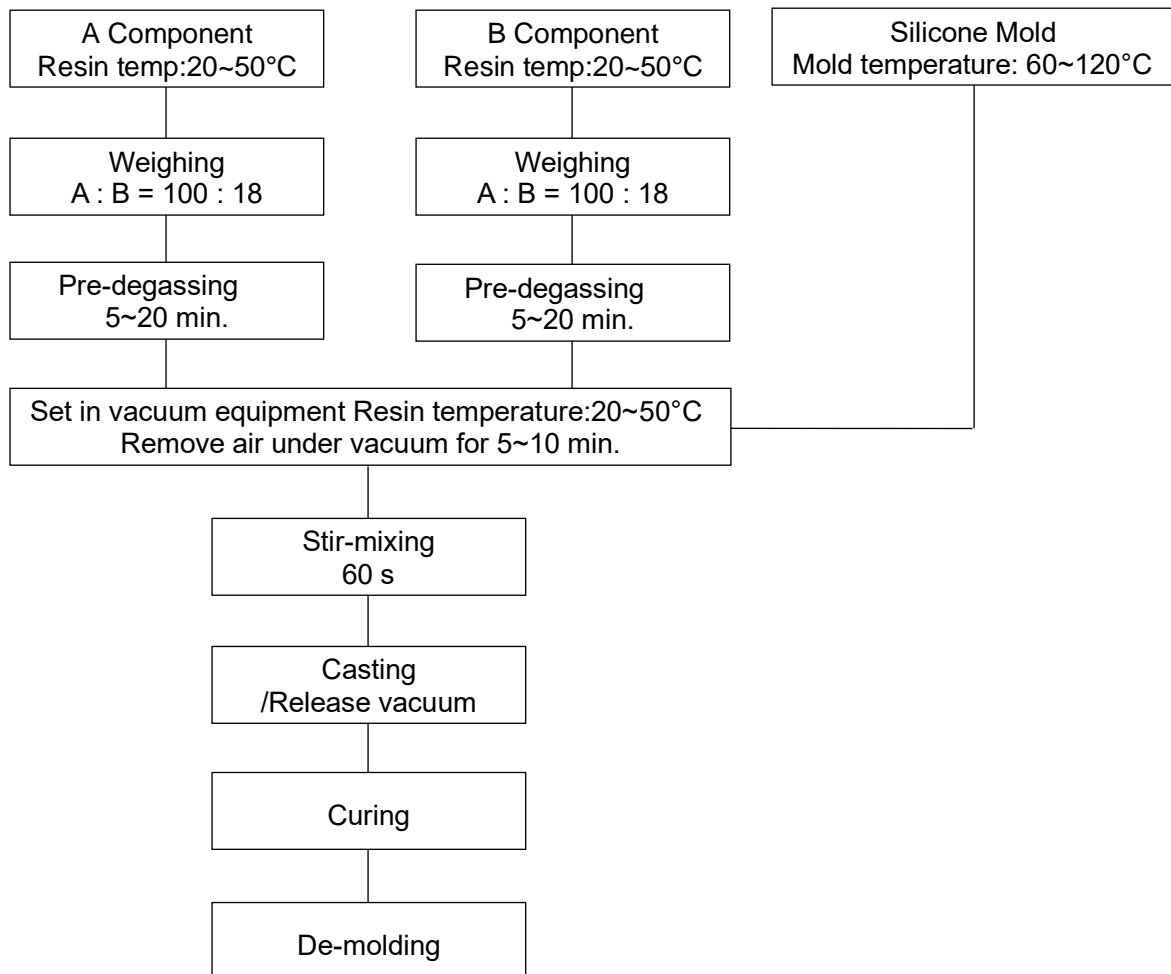 A Component
Resin temp:20~50°C
B Component
Resin temp:20~50°C
Silicone Mold
Mold temperature: 60~120°C
Weighing
A : B = 100 : 18
Weighing
A : B = 100 : 18
Pre-degassing
5~20 min.
Pre-degassing
5~20 min.
Set in vacuum equipment Resin temperature:20~50°C
Remove air under vacuum for 5~10 min.
Stir-mixing
60 s
Casting
/Release vacuum
Curing
De-molding